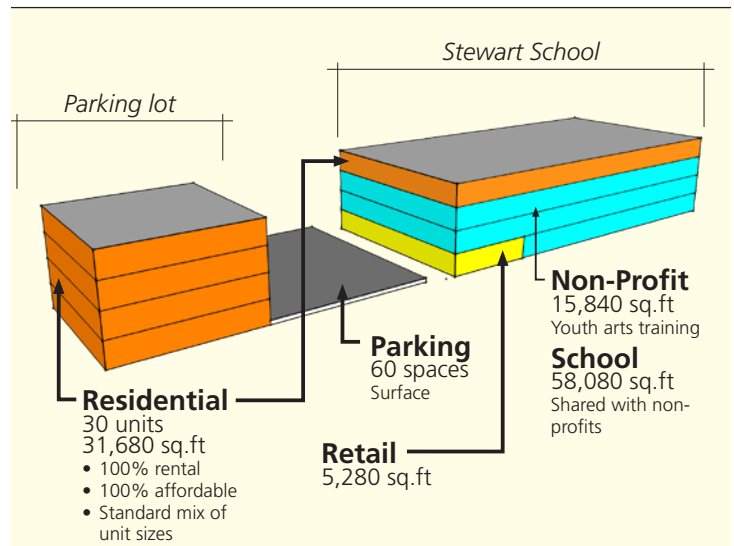 Stewart School
Parking lot
Non-Profit
15,840 sq.ft
Youth arts training
School
58,080 sq.ft
Shared with non-
profits
Parking
60 spaces
Surface
Residential
30 units
31,680 sq.ft
• 100% rental
• 100% affordable
• Standard mix of
unit sizes
Retail
5,280 sq.ft